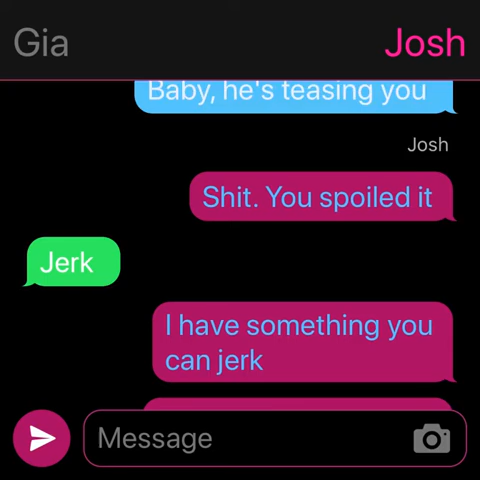 Gia
Josh
Baby, he's teasing you
Josh
Shit. You spoiled it
Jerk
I have something you
can jerk
Message